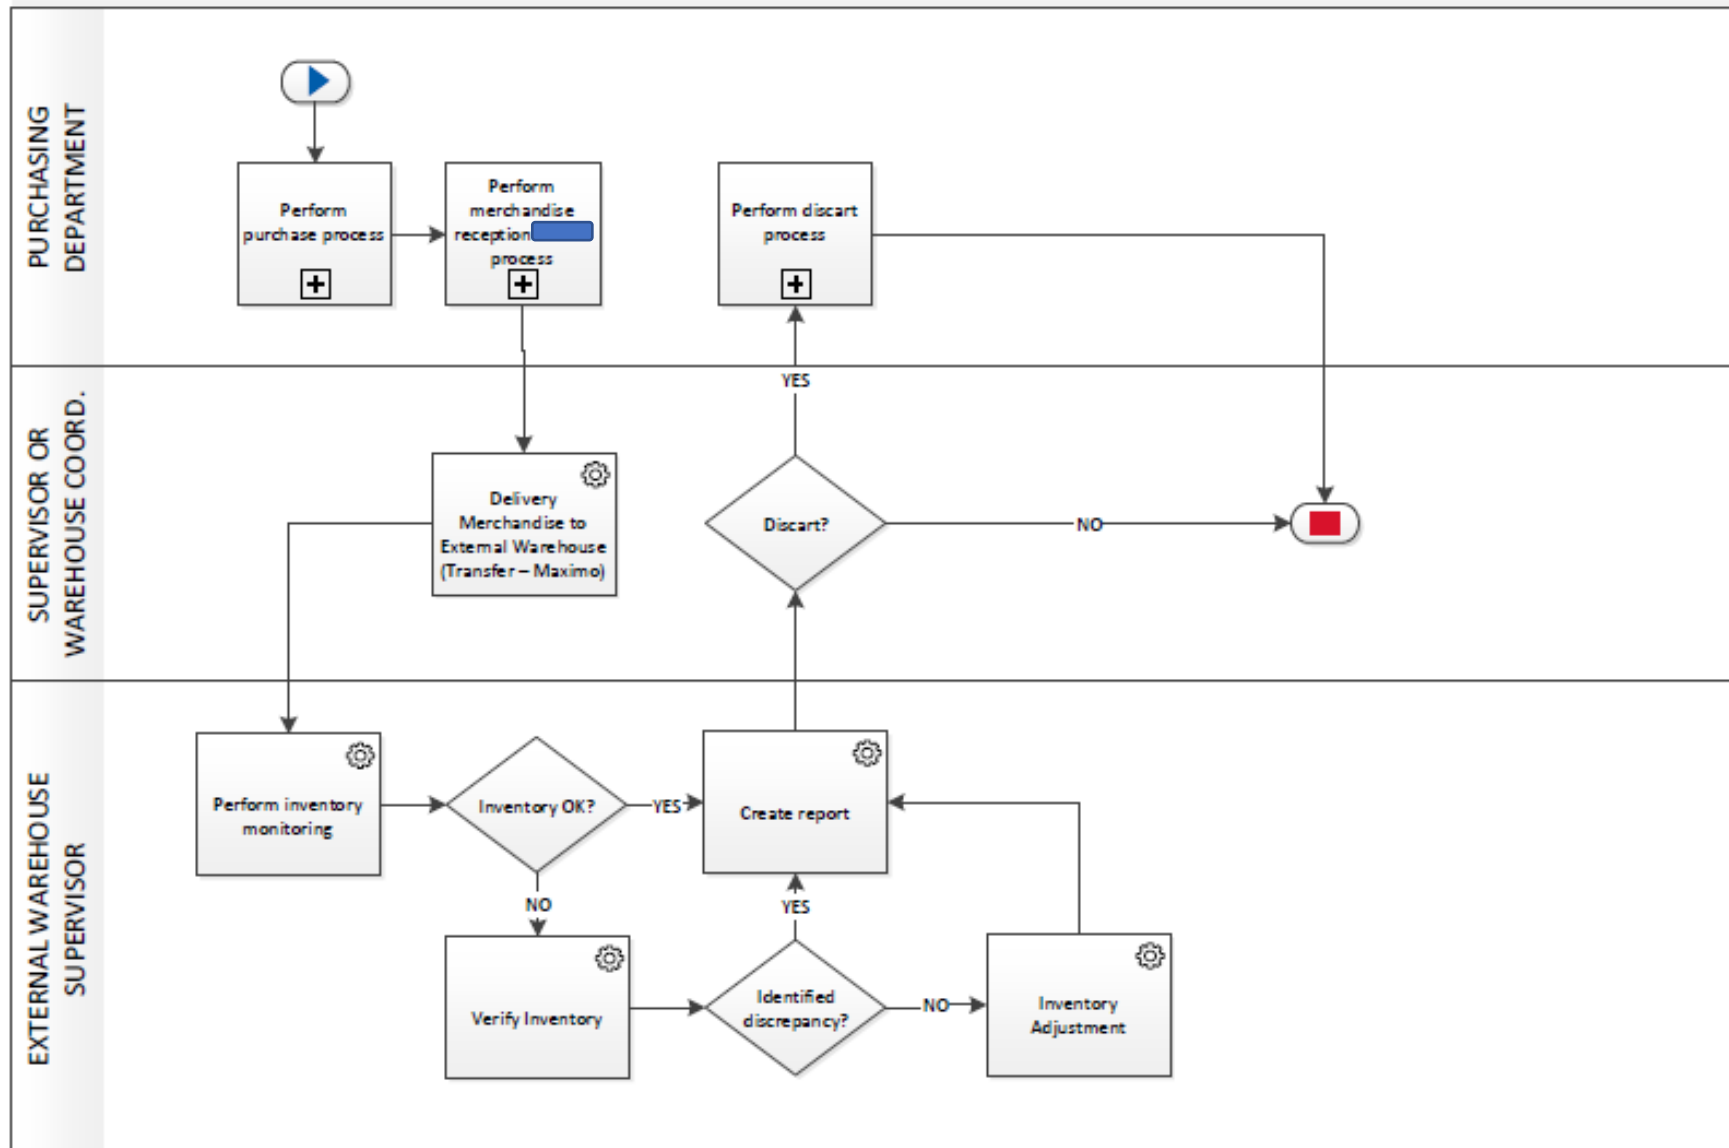 PURCHASING
DEPARTMENT
Perform
purchase process
Perform
merchandise
reception
process
Perform discart
process
SUPERVISOR OR
WAREHOUSE COORD.
YES
Delivery
Merchandise to
External Warehouse
(Transfer – Maximo)
Discart?
NO
EXTERNAL WAREHOUSE
SUPERVISOR
Perform inventory
monitoring
Inventory OK?
YES
Create report
NO
YES
Verify Inventory
Identified
discrepancy?
NO
Inventory
Adjustment